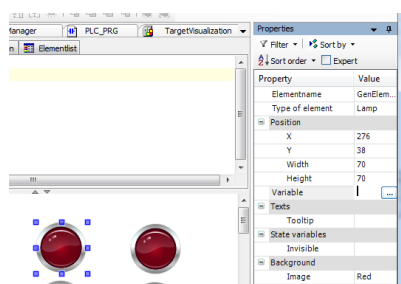 Manager PLC_PRG TargetVisualization
n Elementlist
Properties
Filter Sort by
Sort order Expert
Property Value
Elementname GenElem...
Type of element Lamp
Position
X 276
Y 38
Width 70
Height 70
Variable ...
Texts
Tooltip
State variables
Invisible
Background
Image Red